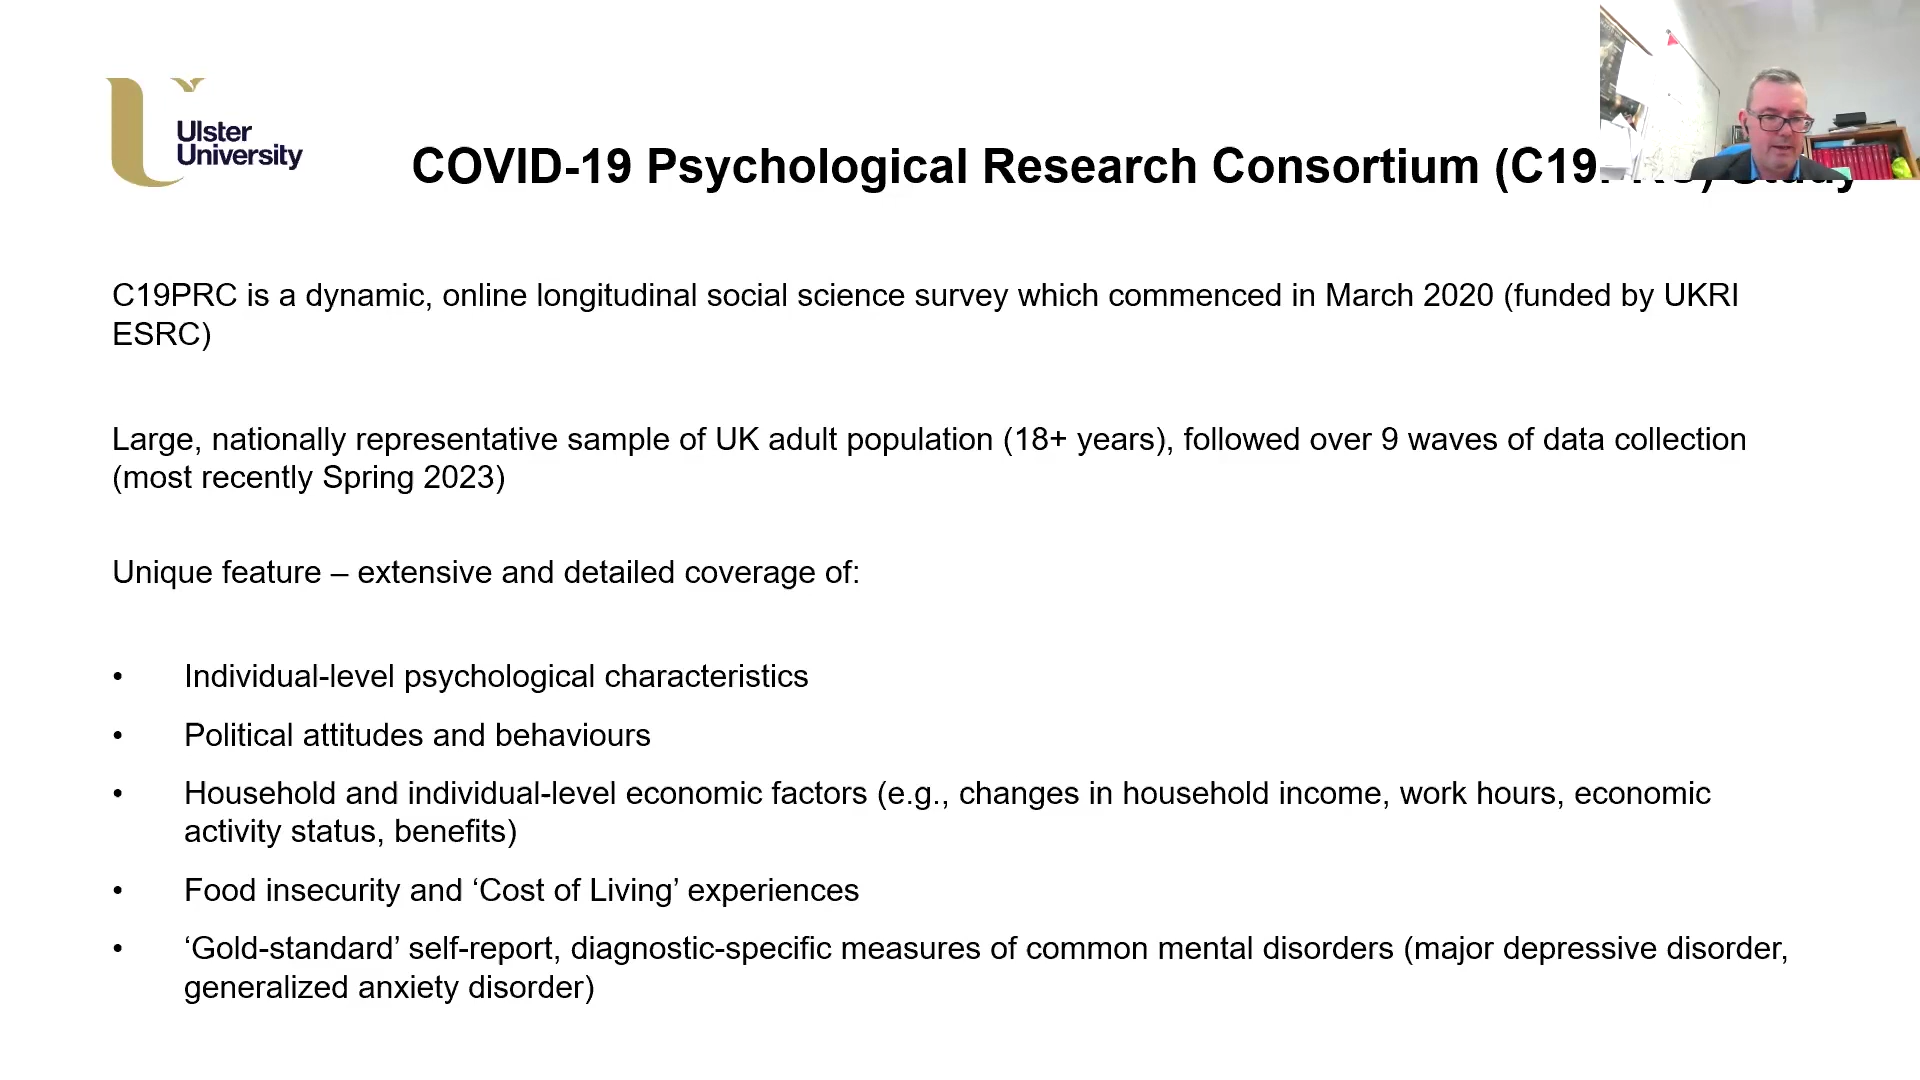 Ulster
University
COVID-19 Psychological Research Consortium (C19PRC) Study
C19PRC is a dynamic, online longitudinal social science survey which commenced in March 2020 (funded by UKRI
ESRC)
Large, nationally representative sample of UK adult population (18+ years), followed over 9 waves of data collection
(most recently Spring 2023)
Unique feature – extensive and detailed coverage of:
• Individual-level psychological characteristics
• Political attitudes and behaviours
• Household and individual-level economic factors (e.g., changes in household income, work hours, economic
activity status, benefits)
• Food insecurity and ‘Cost of Living’ experiences
• ‘Gold-standard’ self-report, diagnostic-specific measures of common mental disorders (major depressive disorder,
generalized anxiety disorder)